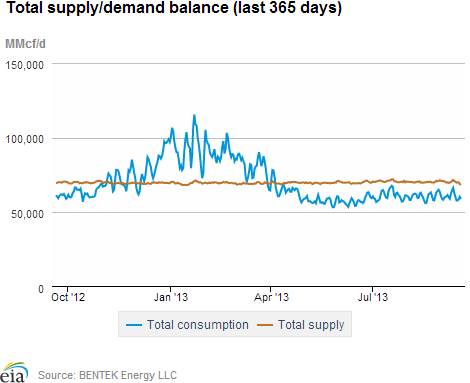 Total supply/demand balance (last 365 days)
MMcf/d
150,000
100,000
50,000
0
Oct '12 Jan '13 Apr '13 Jul '13
Total consumption Total supply
eia Source: BENTEK Energy LLC